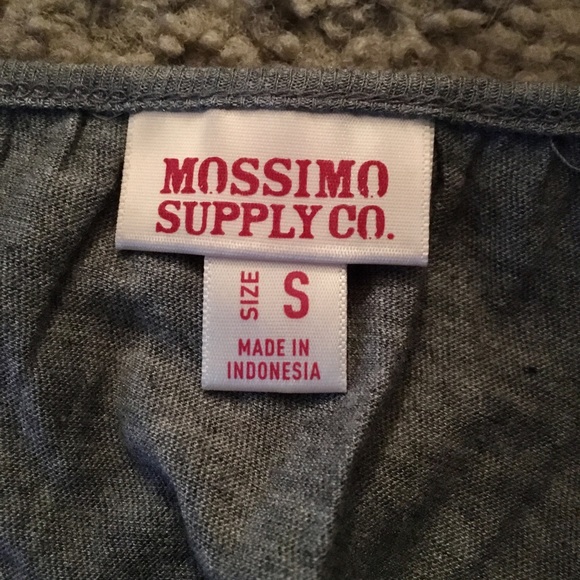 MOSSIMO
SUPPLY CO.
SIZE S
MADE IN
INDONESIA